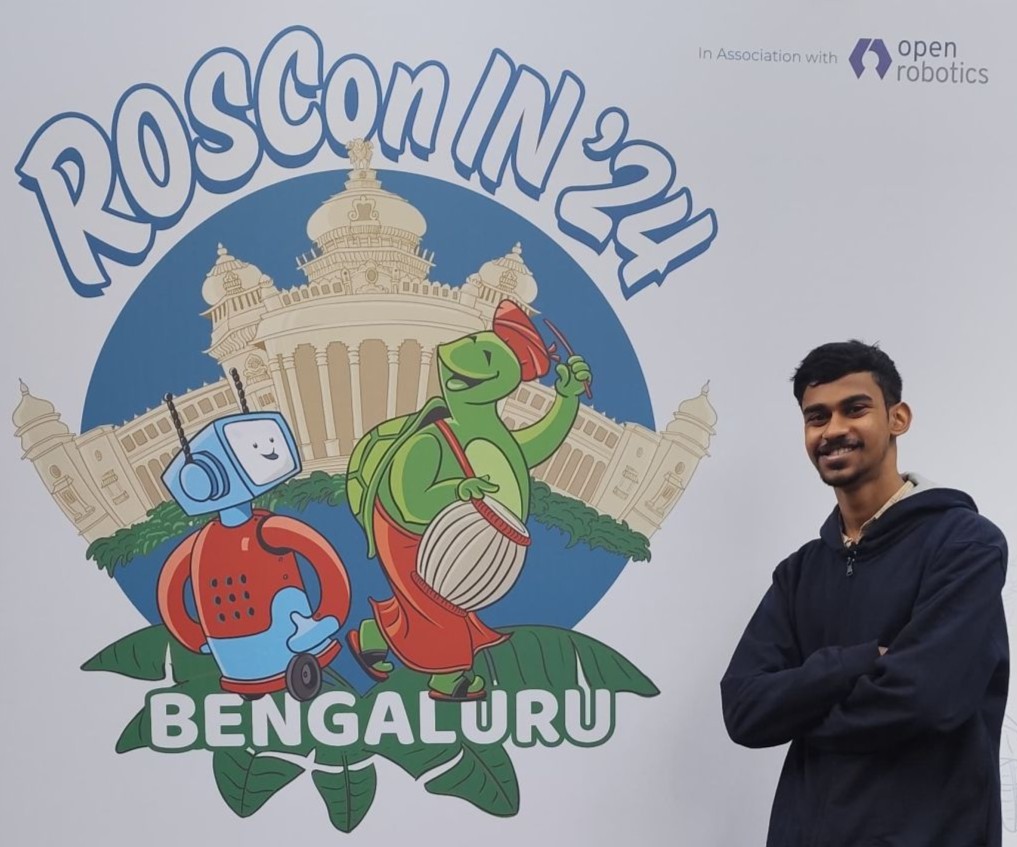 In Association with
open
robotics
ROSCon IN'24
BENGALURU